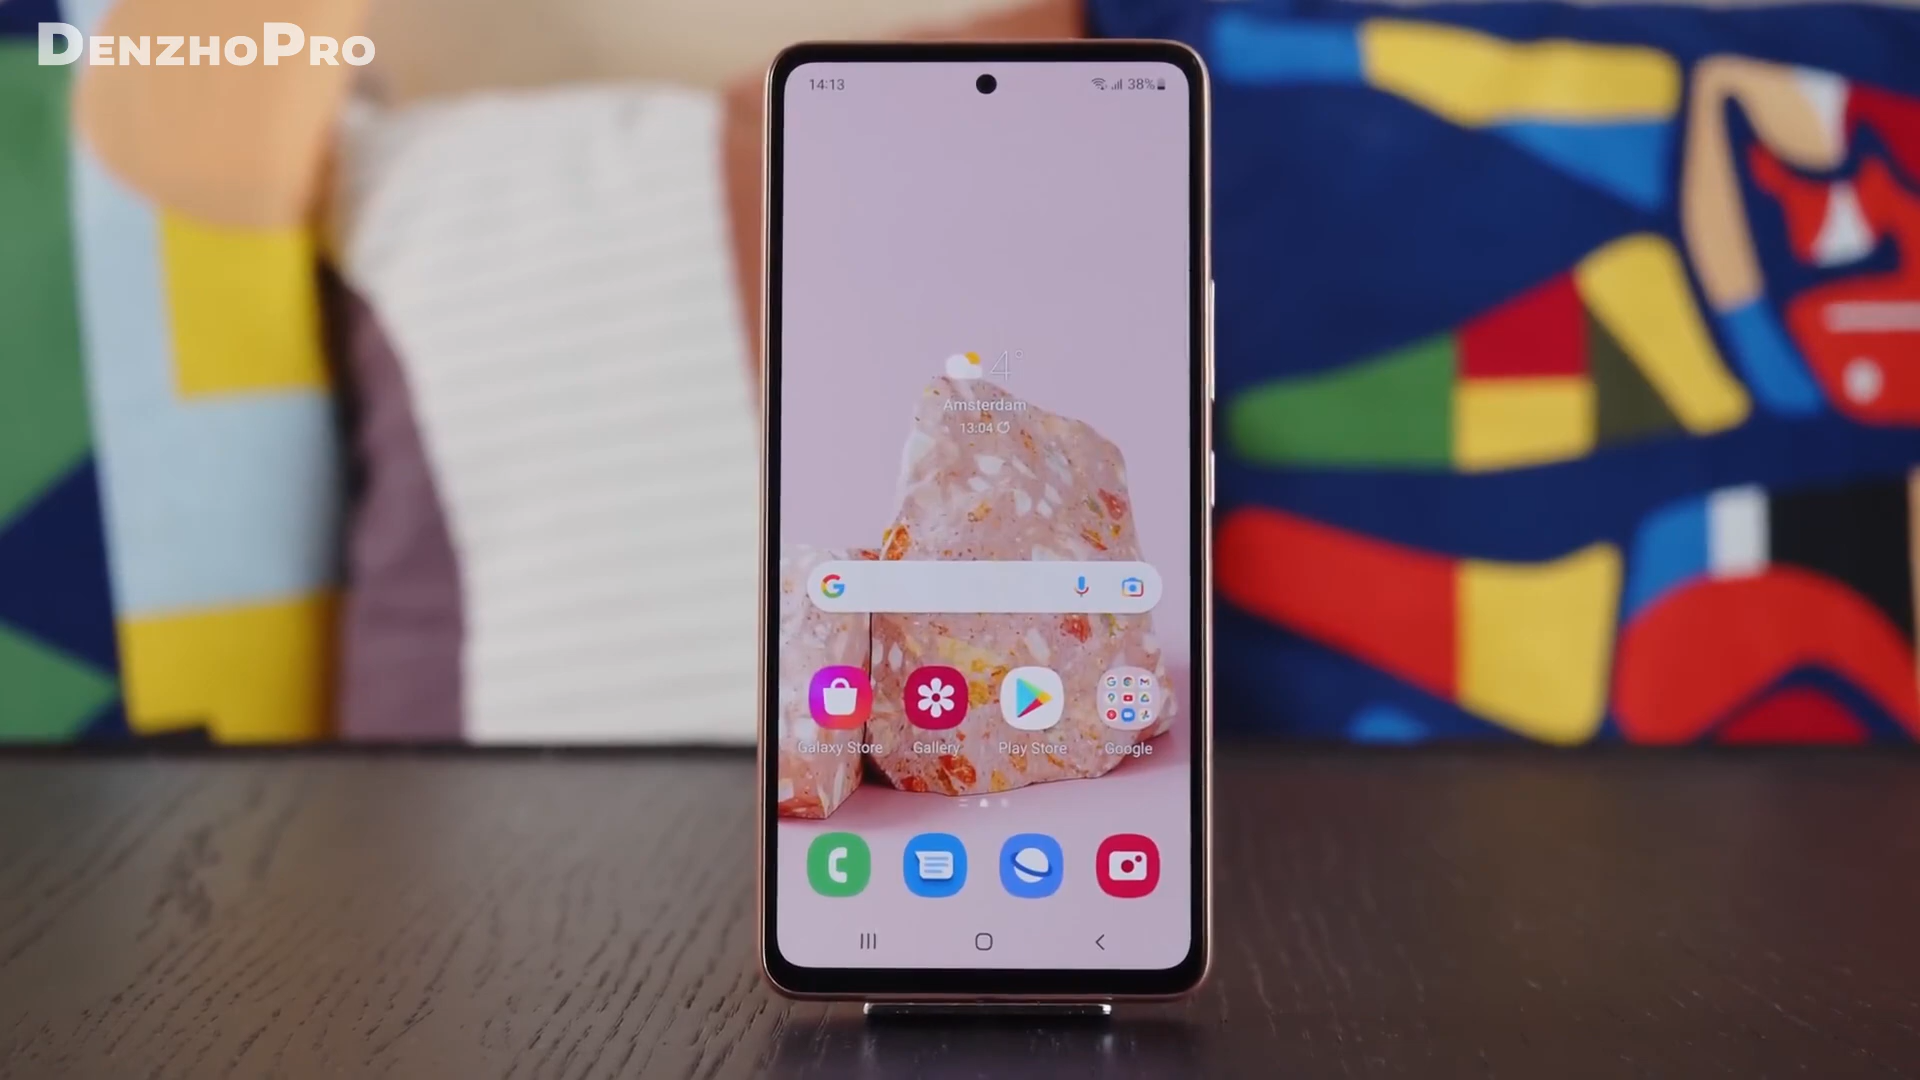 DENZHOPRO
14:13
38%
4°
Amsterdam
13:04
Galaxy Store
Gallery
Play Store
Google